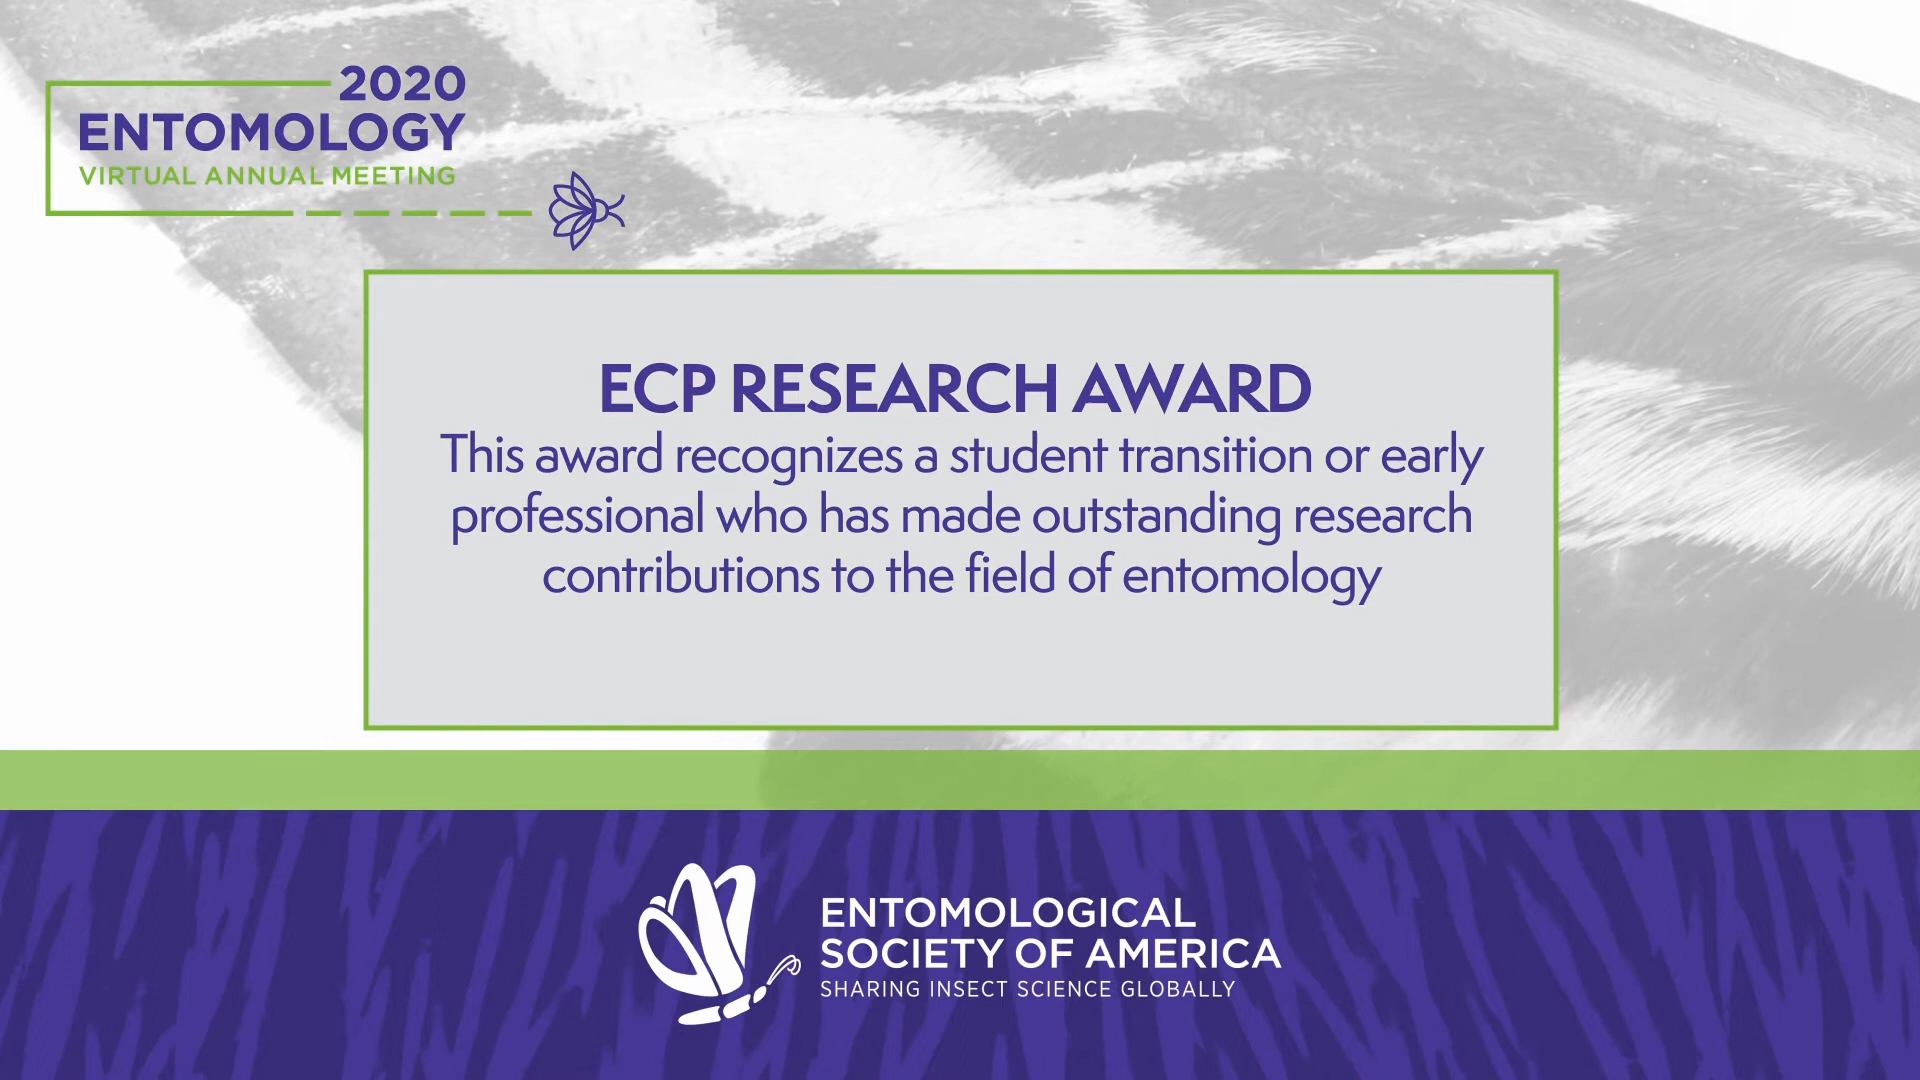 2020
ENTOMOLOGY
VIRTUAL ANNUAL MEETING
ECP RESEARCH AWARD
This award recognizes a student transition or early
professional who has made outstanding research
contributions to the field of entomology
ENTOMOLOGICAL
SOCIETY OF AMERICA
SHARING INSECT SCIENCE GLOBALLY